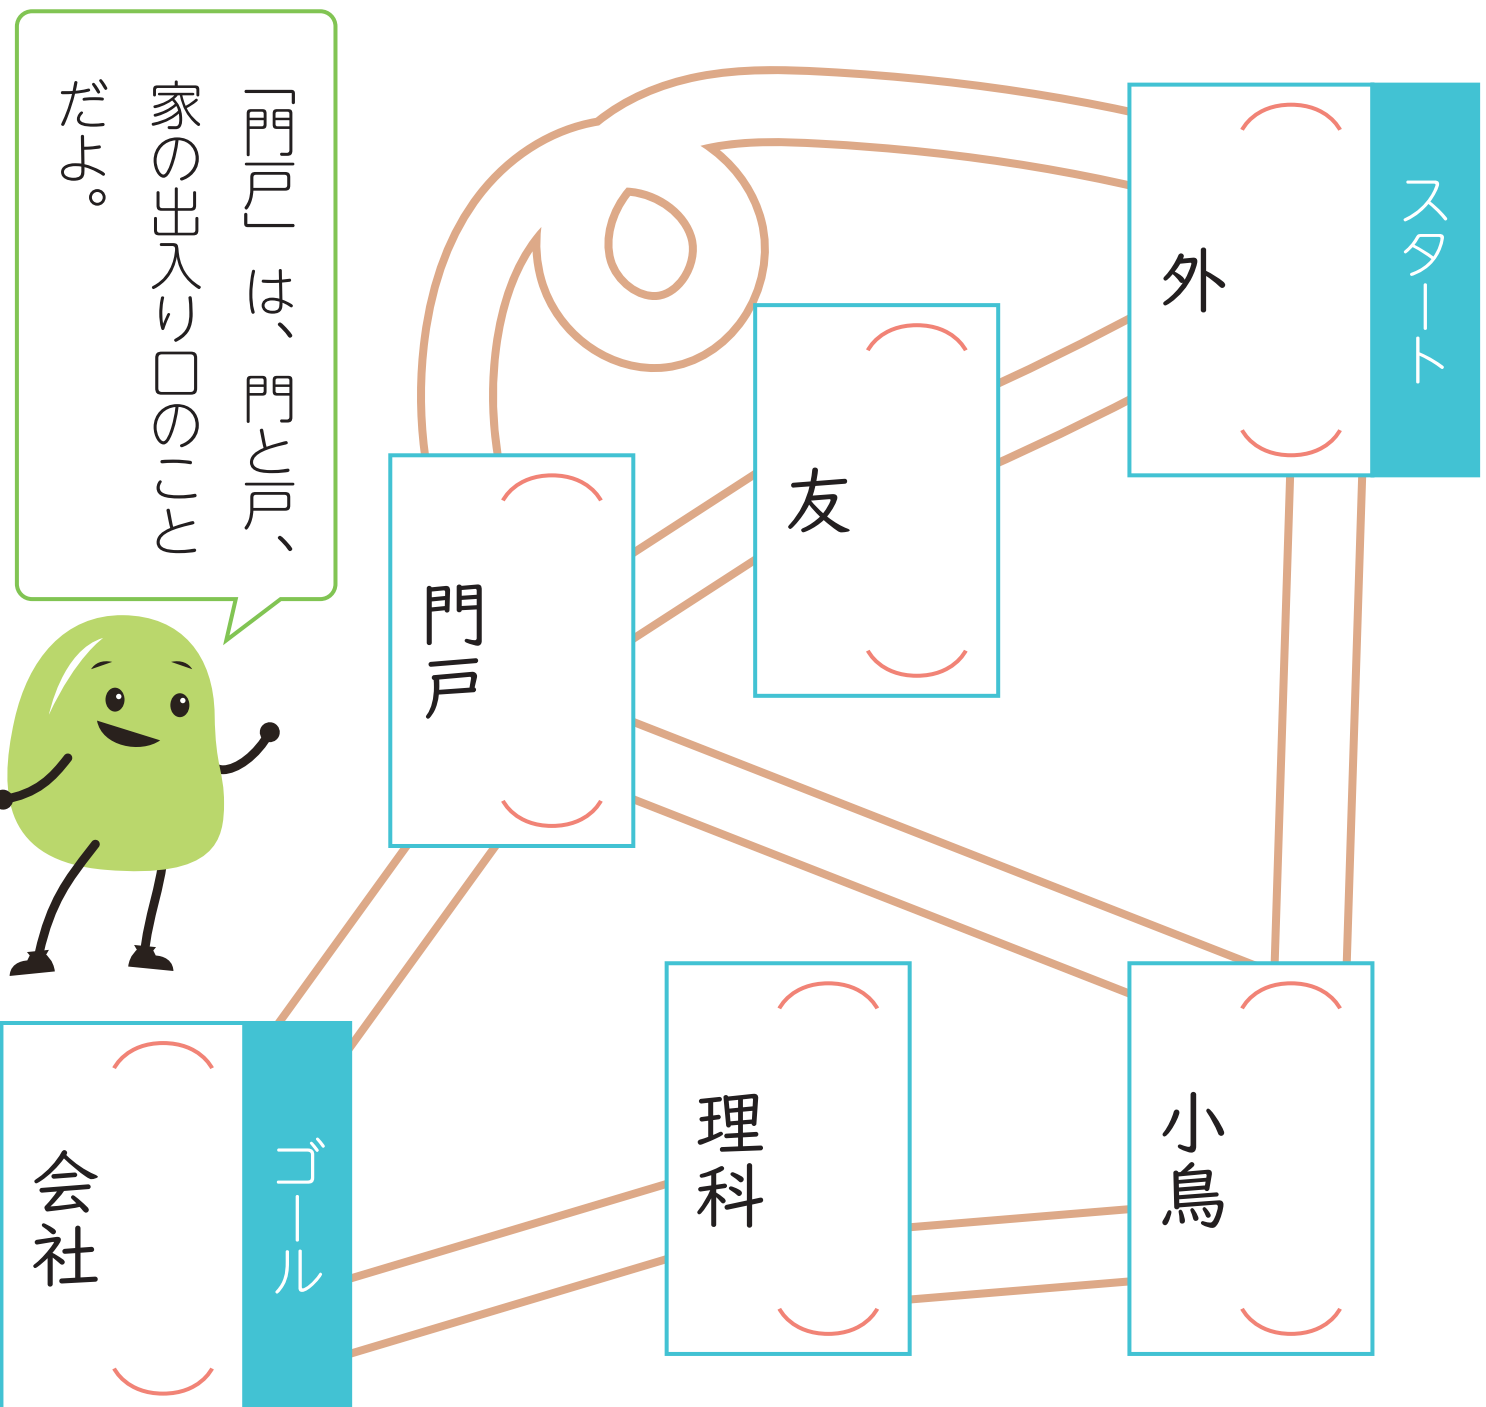 スタート
外
友
門戸
小鳥
理科
ゴール
会社
「門戸」は、門と戸、
家の出入り口のこと
だよ。